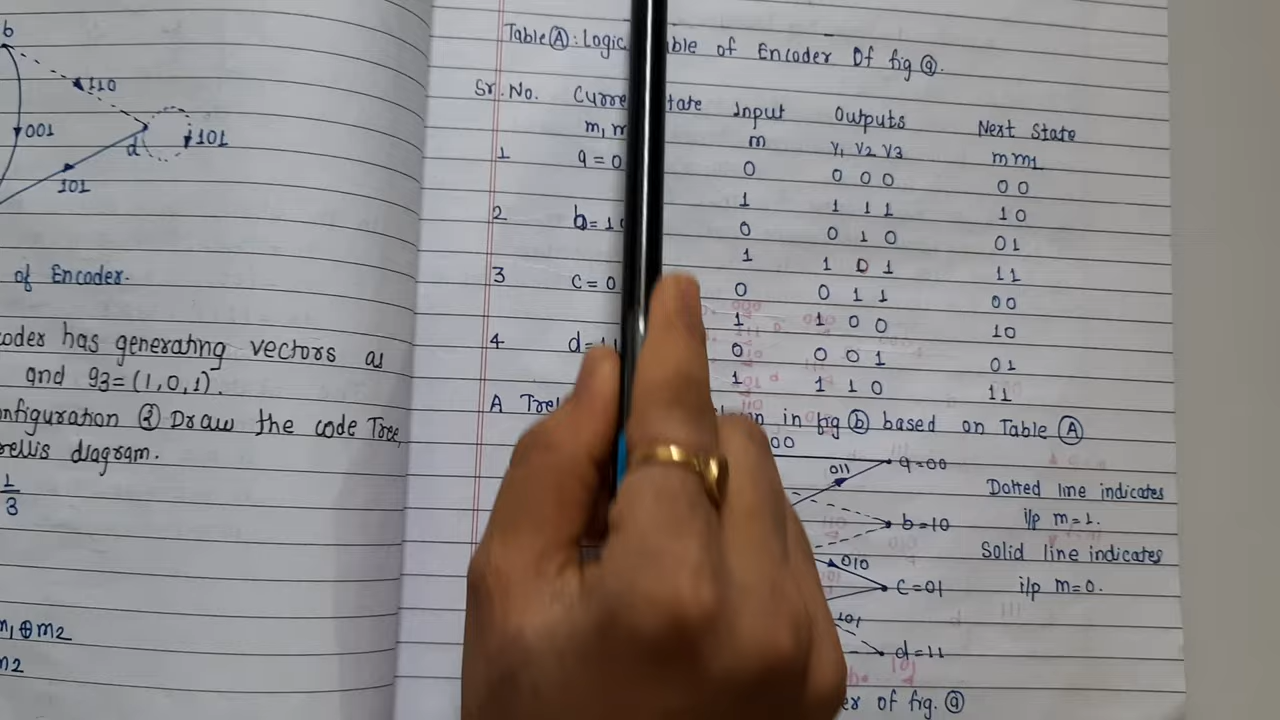 b
110
001
d
101
101
of Encoder.
coder has generating vectors as
and g3=(1,0,1).
onfiguration ② Draw the code Tree,
rellis diagram.
1
3
m1⊕m2
m2
Table Ⓐ: Logic ble of Encoder Of fig ⓐ.
Sr. No. Curre tate Input Outputs Next State
m, m m v1 v2 v3 m m1
1 a = 0 0 0 0 0 0 0
1 1 1 1 1 0
2 b = 1 0 0 1 0 0 1
1 1 0 1 1 1
3 c = 0 0 0 1 1 0 0
1 1 0 0 1 0
4 d = 11 0 0 0 1 0 1
1 1 1 0 1 1
A Trel in fig ⓑ based on Table Ⓐ
00
011 a=00
Dotted line indicates
b=10 i/p m=1.
Solid line indicates
010
c=01 i/p m=0.
101
d=11
er of fig. ⓐ